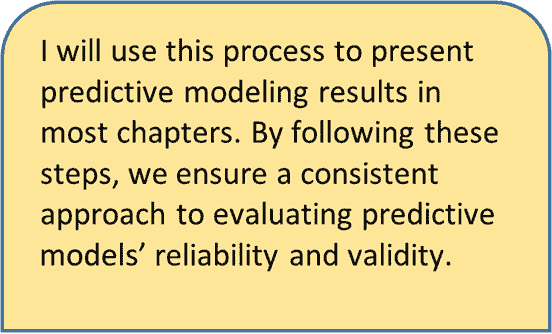 I will use this process to present
predictive modeling results in
most chapters. By following these
steps, we ensure a consistent
approach to evaluating predictive
models’ reliability and validity.